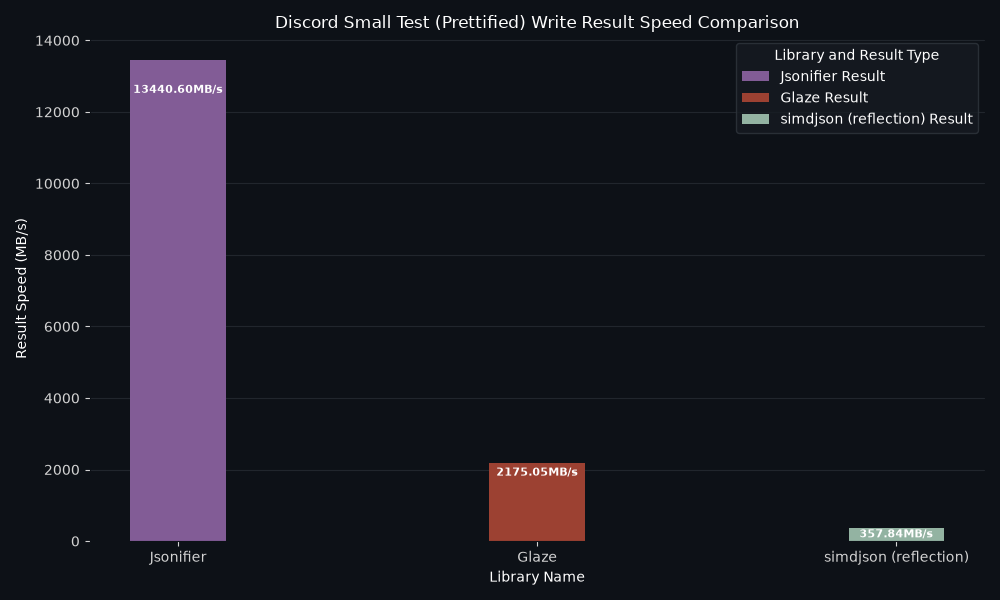 Discord Small Test (Prettified) Write Result Speed Comparison
Library and Result Type
Jsonifier Result
Glaze Result
simdjson (reflection) Result
Result Speed (MB/s)
14000
12000
10000
8000
6000
4000
2000
0
13440.60MB/s
2175.05MB/s
357.84MB/s
Jsonifier
Glaze
simdjson (reflection)
Library Name